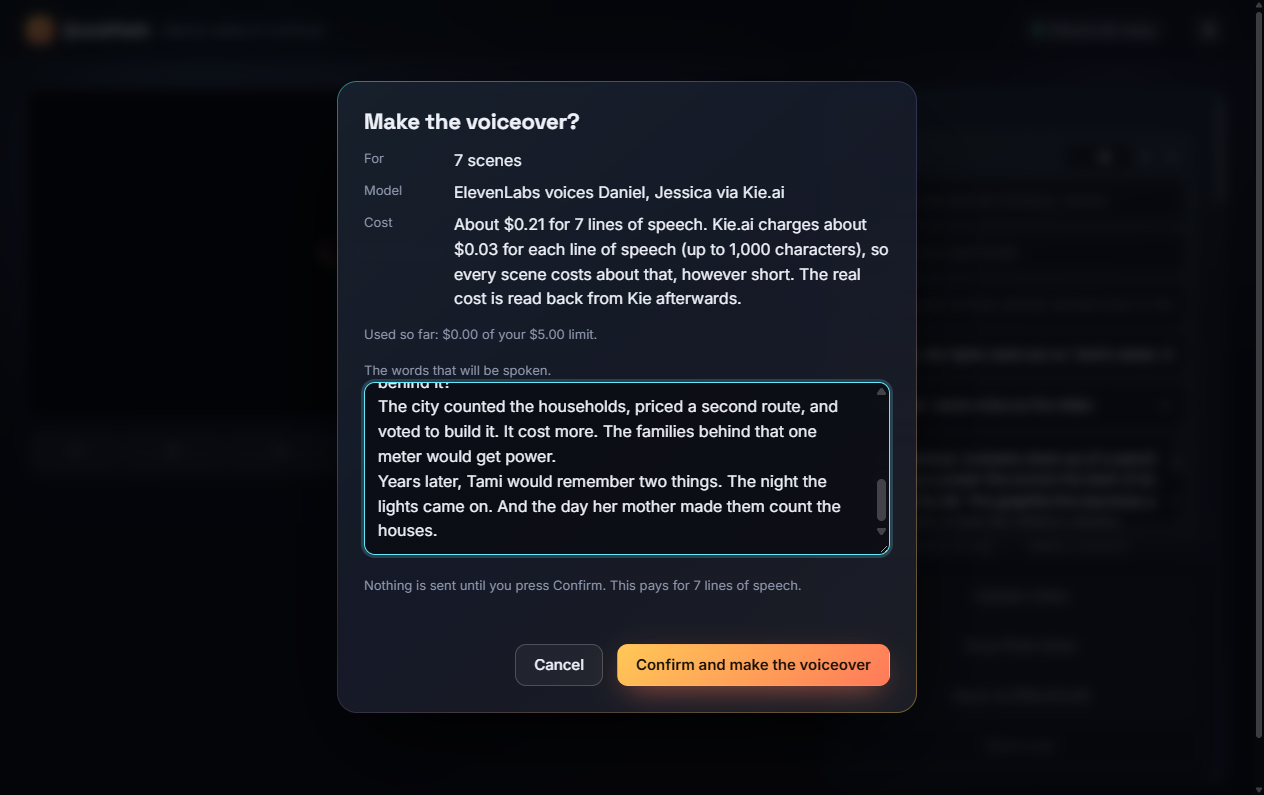 Make the voiceover?
For
7 scenes
Model
ElevenLabs voices Daniel, Jessica via Kie.ai
Cost
About $0.21 for 7 lines of speech. Kie.ai charges about
$0.03 for each line of speech (up to 1,000 characters), so
every scene costs about that, however short. The real
cost is read back from Kie afterwards.
Used so far: $0.00 of your $5.00 limit.
The words that will be spoken.
behind it?
The city counted the households, priced a second route, and
voted to build it. It cost more. The families behind that one
meter would get power.
Years later, Tami would remember two things. The night the
lights came on. And the day her mother made them count the
houses.
Nothing is sent until you press Confirm. This pays for 7 lines of speech.
Cancel
Confirm and make the voiceover